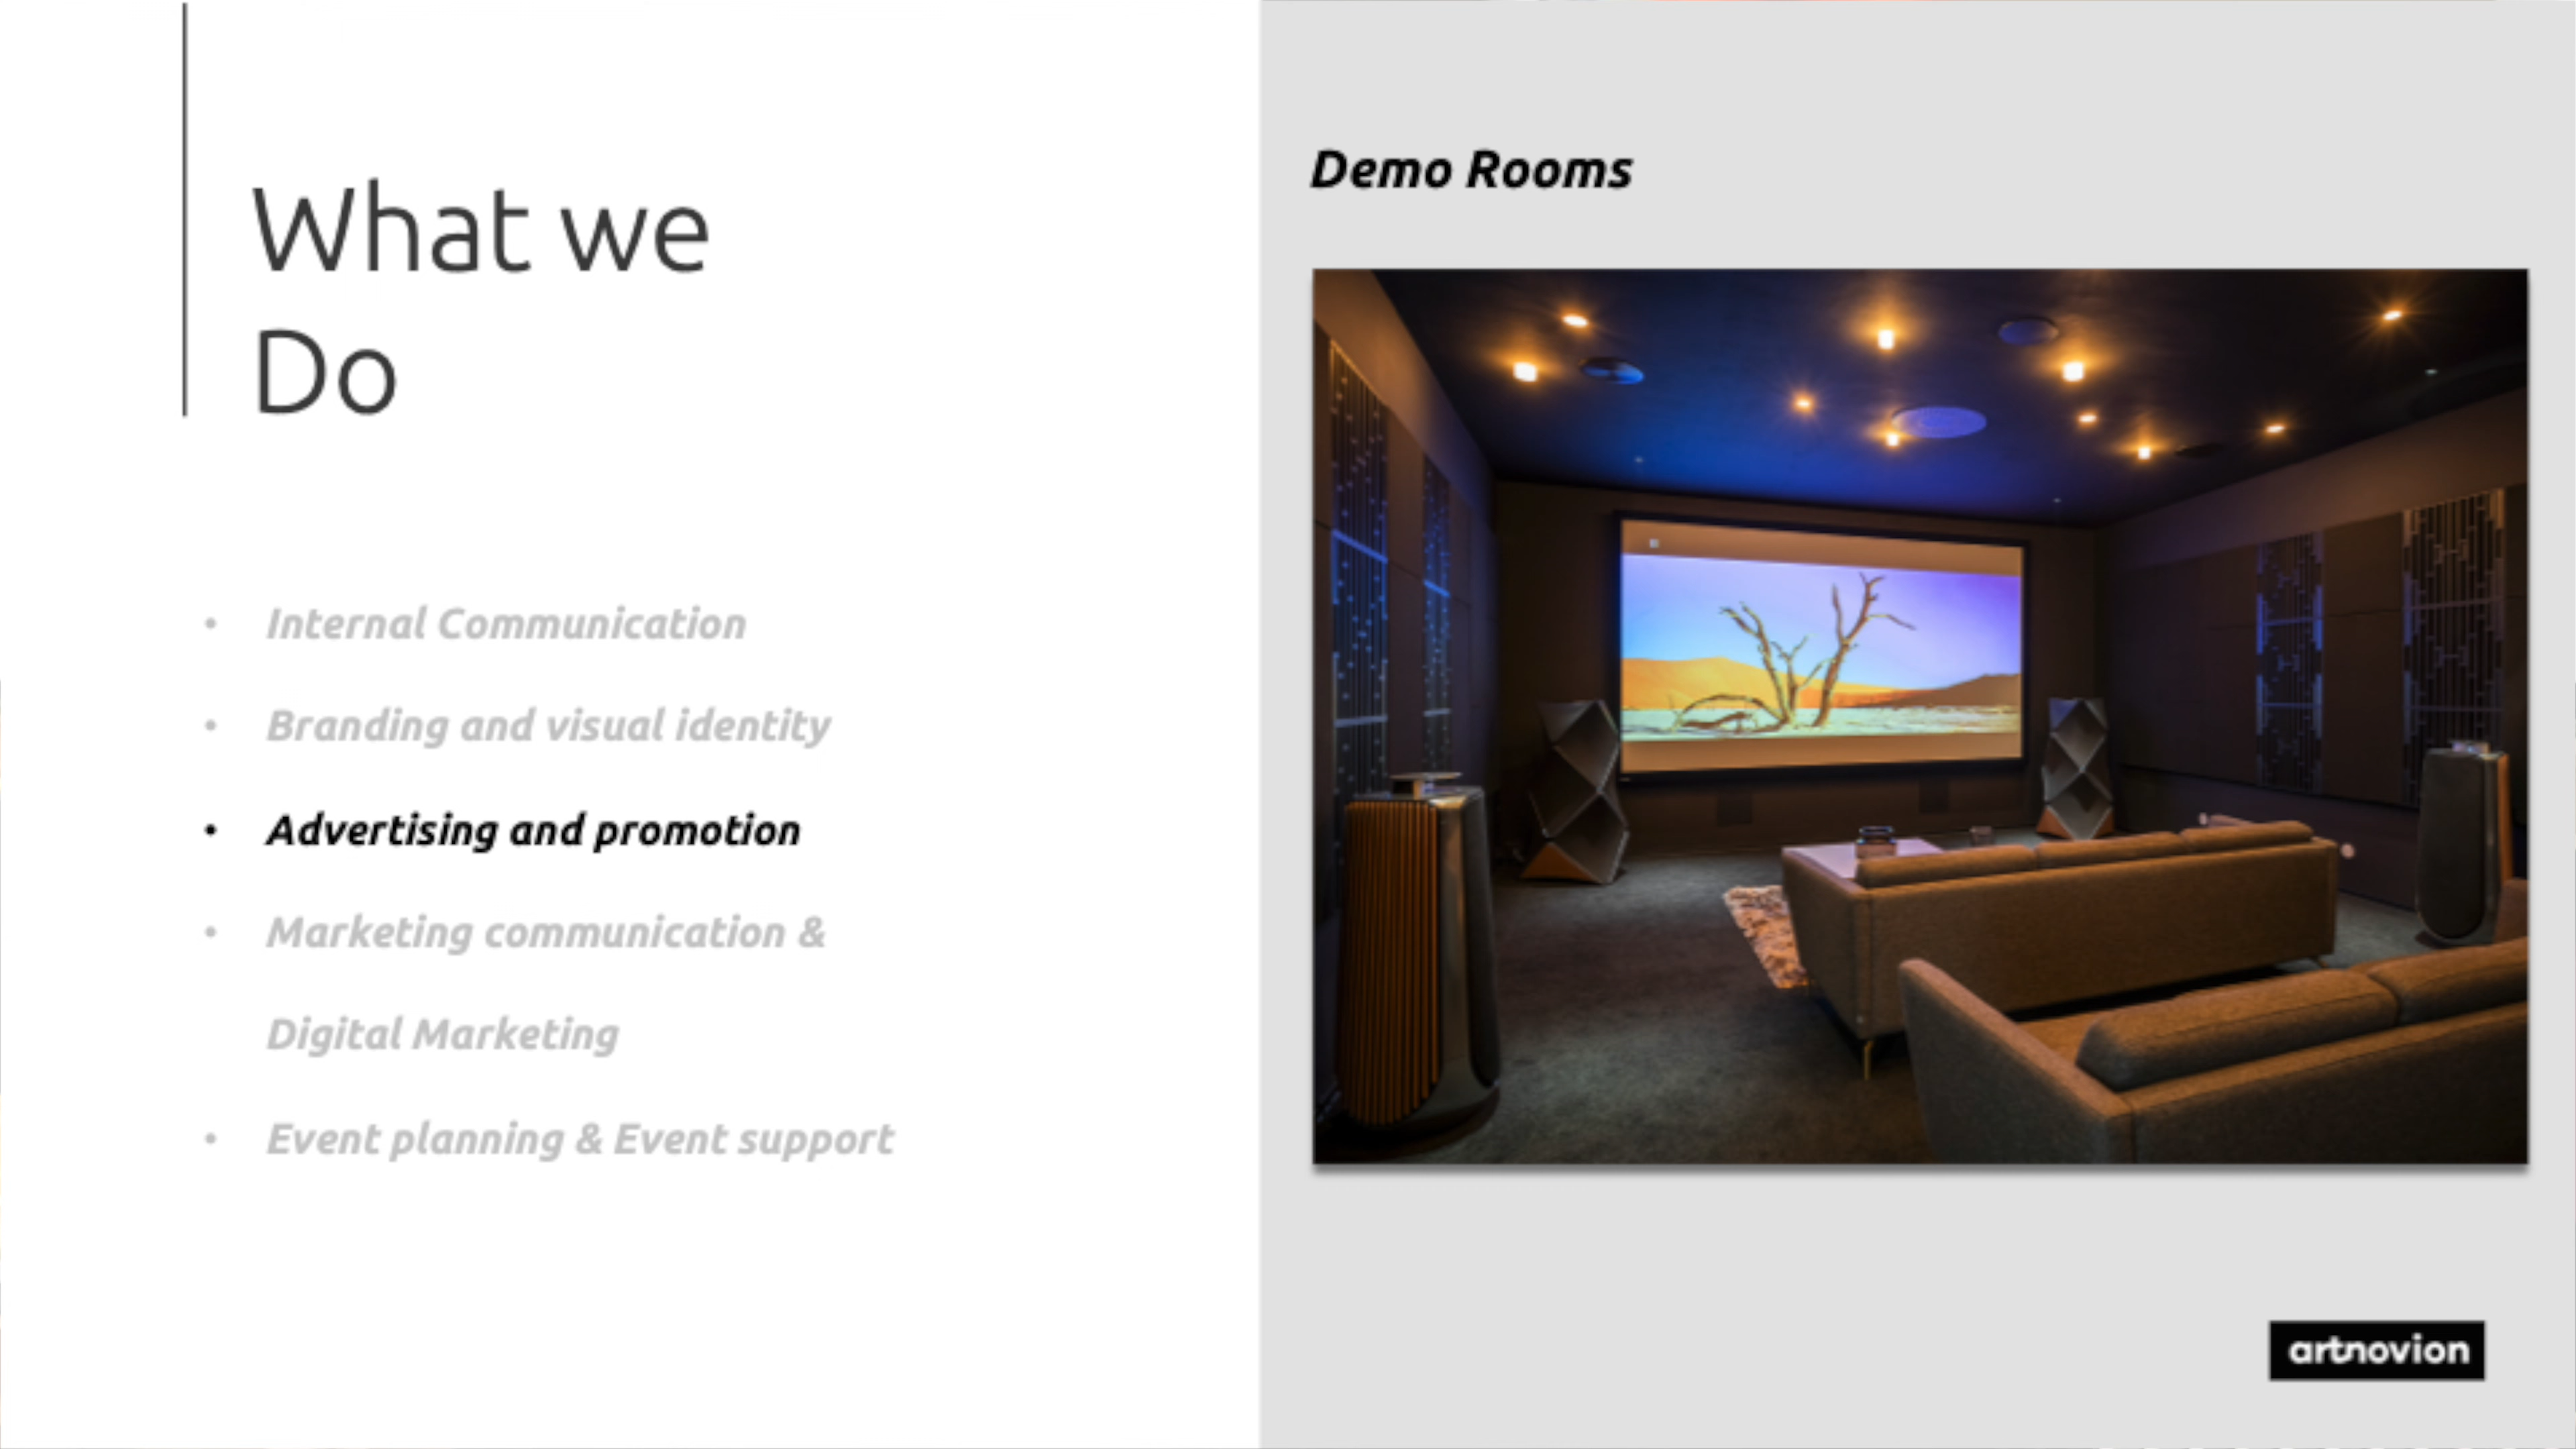 What we
Do
• Internal Communication
• Branding and visual identity
• Advertising and promotion
• Marketing communication &
Digital Marketing
• Event planning & Event support
Demo Rooms
artnovion